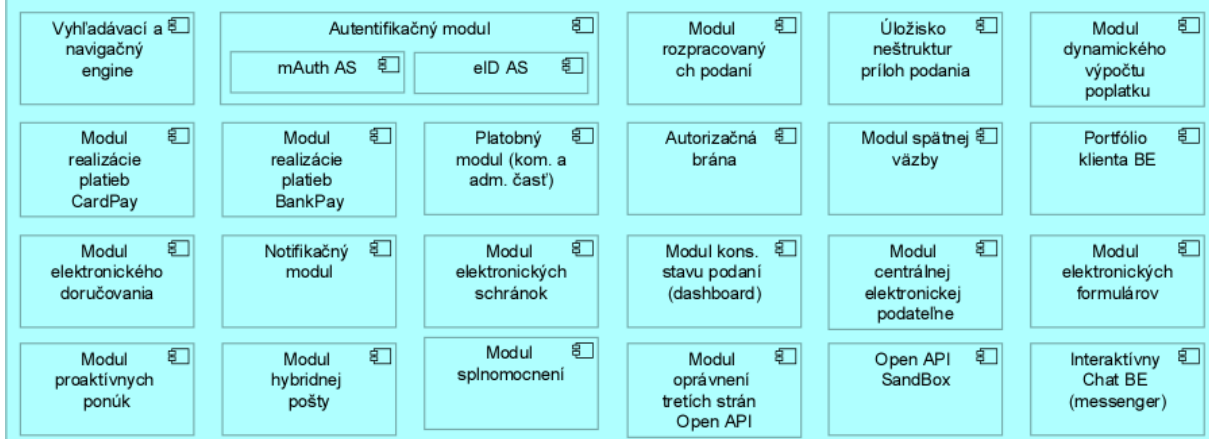 Vyhľadávací a
navigačný
engine
Autentifikačný modul
mAuth AS
eID AS
Modul
rozpracovaný
ch podaní
Úložisko
neštruktur
príloh podania
Modul
dynamického
výpočtu
poplatku
Modul
realizácie
platieb
CardPay
Modul
realizácie
platieb
BankPay
Platobný
modul (kom. a
adm. časť)
Autorizačná
brána
Modul spätnej
väzby
Portfólio
klienta BE
Modul
elektronického
doručovania
Notifikačný
modul
Modul
elektronických
schránok
Modul kons.
stavu podaní
(dashboard)
Modul
centrálnej
elektronickej
podateľne
Modul
elektronických
formulárov
Modul
proaktívnych
ponúk
Modul
hybridnej
pošty
Modul
splnomocnení
Modul
oprávnení
tretích strán
Open API
Open API
SandBox
Interaktívny
Chat BE
(messenger)